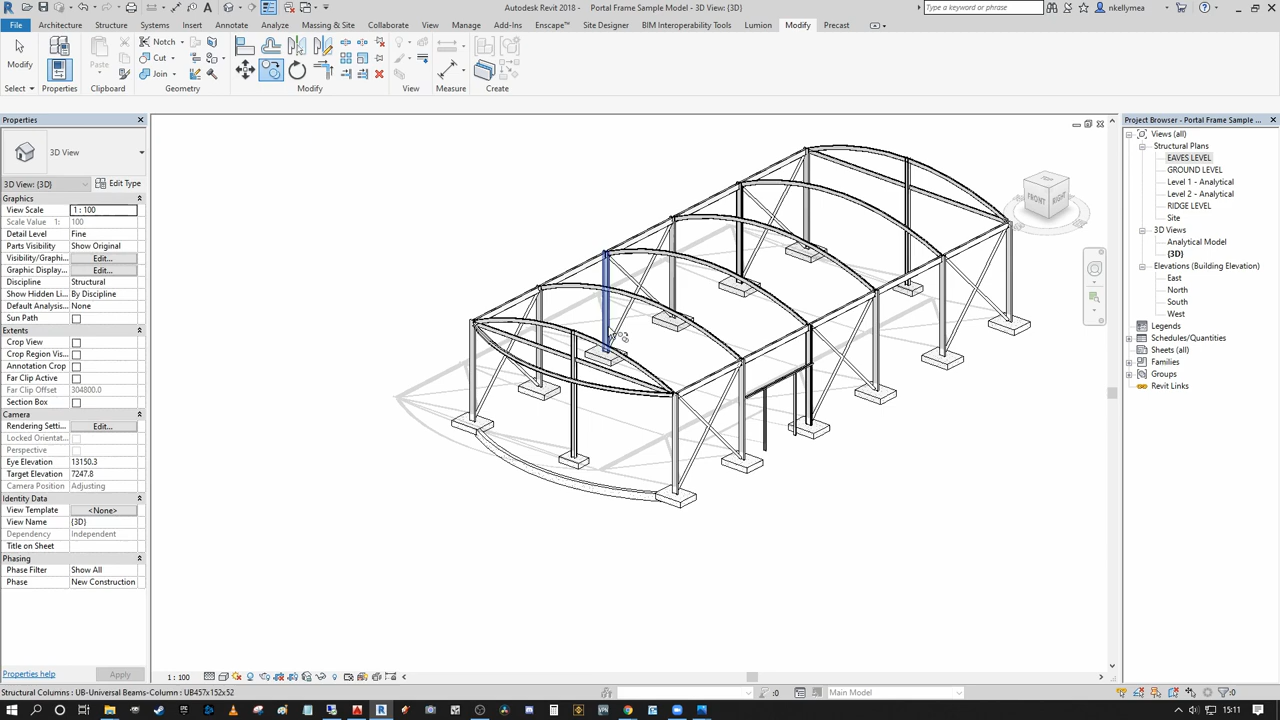 Autodesk Revit 2018 - Portal Frame Sample Model - 3D View: {3D}
Type a keyword or phrase
nkellymea
File Architecture Structure Systems Insert Annotate Analyze Massing & Site Collaborate View Manage Add-Ins Enscape™ Site Designer BIM Interoperability Tools Lumion Modify Precast
Modify
Paste
Notch
Cut
Join
Select Properties Clipboard Geometry Modify View Measure Create
Properties
3D View
3D View: {3D}
Edit Type
Graphics
View Scale 1 : 100
Scale Value 1: 100
Detail Level Fine
Parts Visibility Show Original
Visibility/Graphi... Edit...
Graphic Display... Edit...
Discipline Structural
Show Hidden Li... By Discipline
Default Analysis... None
Sun Path
Extents
Crop View
Crop Region Vis...
Annotation Crop
Far Clip Active
Far Clip Offset 304800.0
Section Box
Camera
Rendering Setti... Edit...
Locked Orientat...
Perspective
Eye Elevation 13150.3
Target Elevation 7247.8
Camera Position Adjusting
Identity Data
View Template <None>
View Name {3D}
Dependency Independent
Title on Sheet
Phasing
Phase Filter Show All
Phase New Construction
Properties help
Apply
FRONT
RIGHT
Project Browser - Portal Frame Sample ...
Views (all)
Structural Plans
EAVES LEVEL
GROUND LEVEL
Level 1 - Analytical
Level 2 - Analytical
RIDGE LEVEL
Site
3D Views
Analytical Model
{3D}
Elevations (Building Elevation)
East
North
South
West
Legends
Schedules/Quantities
Sheets (all)
Families
Groups
Revit Links
1 : 100
Structural Columns : UB-Universal Beams-Column : UB457x152x52
:0
Main Model
:0
ENG
15:11